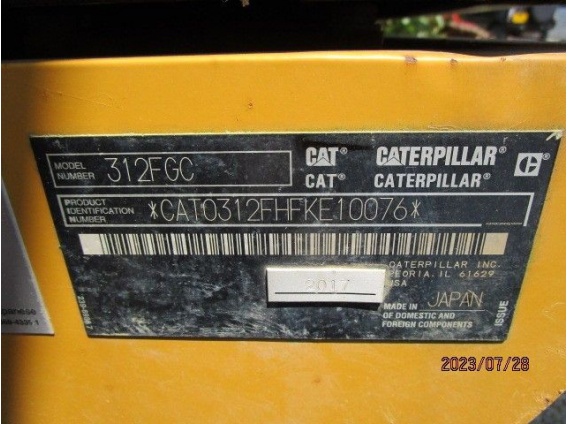 MODEL
NUMBER
312FGC
CAT® CATERPILLAR®
CAT® CATERPILLAR®
PRODUCT
IDENTIFICATION
NUMBER
*CAT0312FHFKE10076*
CATERPILLAR INC.
PEORIA, IL 61629
USA
2017
MADE IN JAPAN
OF DOMESTIC AND
FOREIGN COMPONENTS
ISSUE
2023/07/28